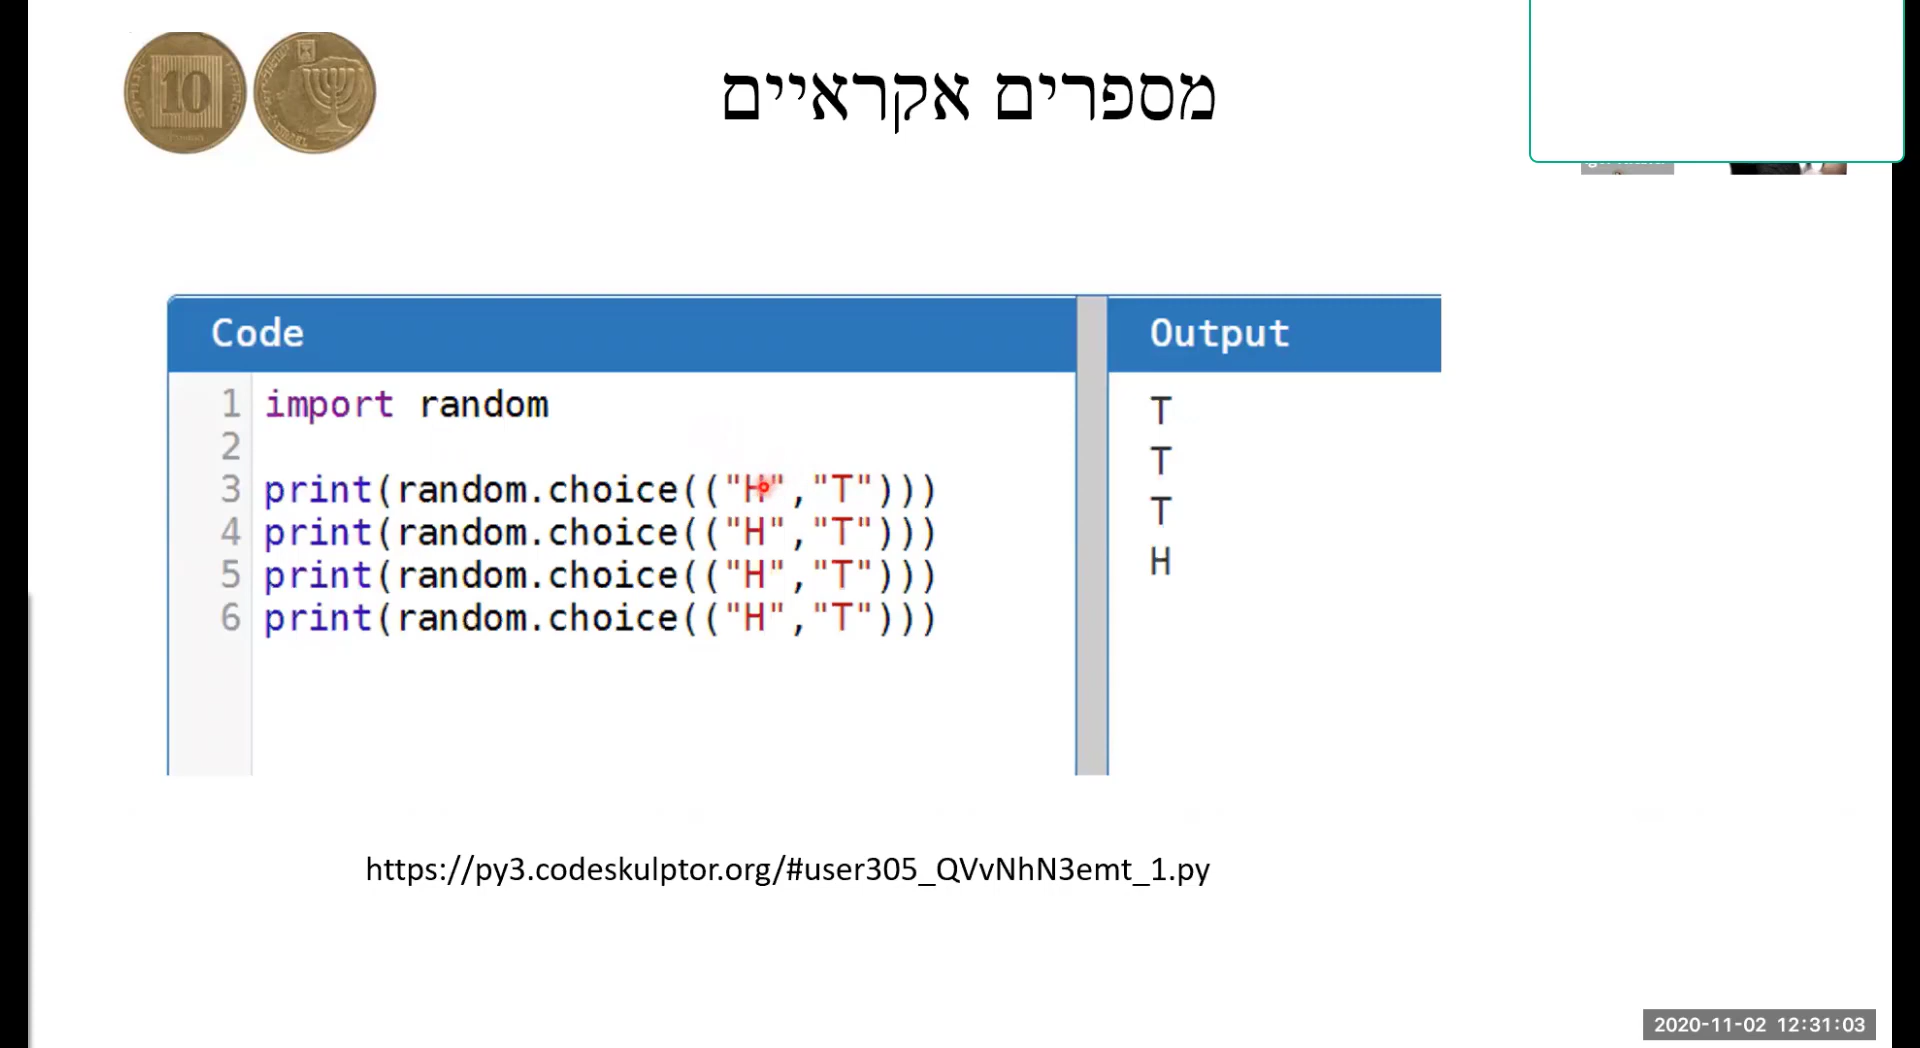 מספרים אקראיים
10
Code
Output
1 import random
2
3 print(random.choice(("H","T")))
4 print(random.choice(("H","T")))
5 print(random.choice(("H","T")))
6 print(random.choice(("H","T")))
T
T
T
H
https://py3.codeskulptor.org/#user305_QVvNhN3emt_1.py
2020-11-02 12:31:03